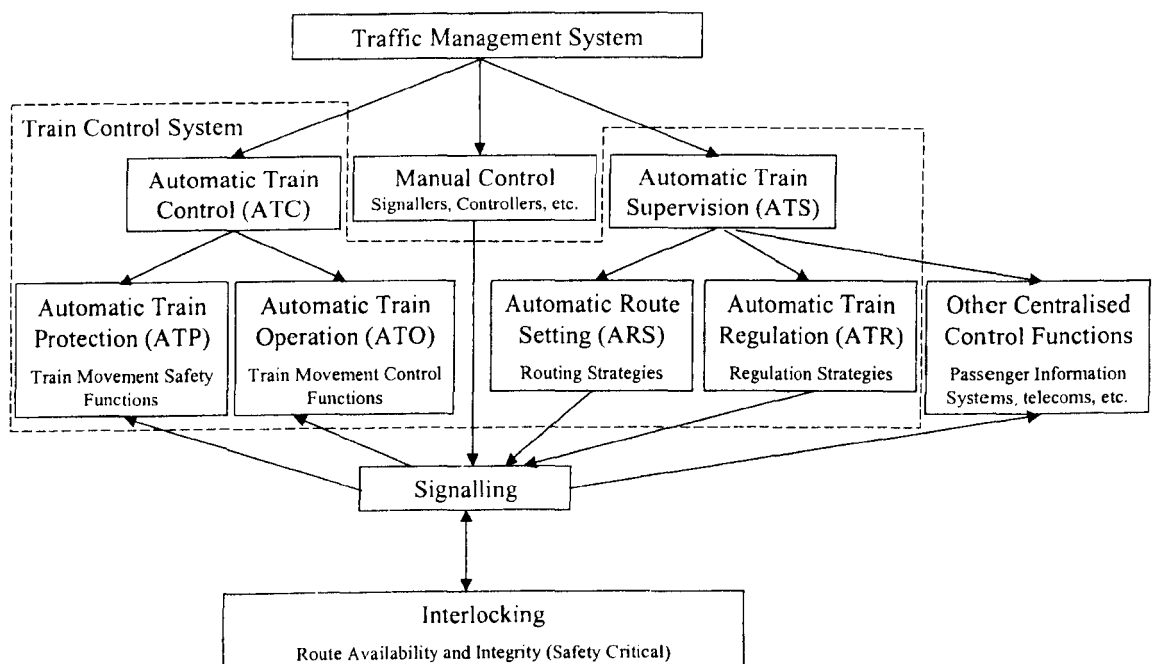 Traffic Management System
Train Control System
Automatic Train
Control (ATC)
Manual Control
Signallers, Controllers, etc.
Automatic Train
Supervision (ATS)
Automatic Train
Protection (ATP)
Train Movement Safety
Functions
Automatic Train
Operation (ATO)
Train Movement Control
Functions
Automatic Route
Setting (ARS)
Routing Strategies
Automatic Train
Regulation (ATR)
Regulation Strategies
Other Centralised
Control Functions
Passenger Information
Systems, telecoms, etc.
Signalling
Interlocking
Route Availability and Integrity (Safety Critical)